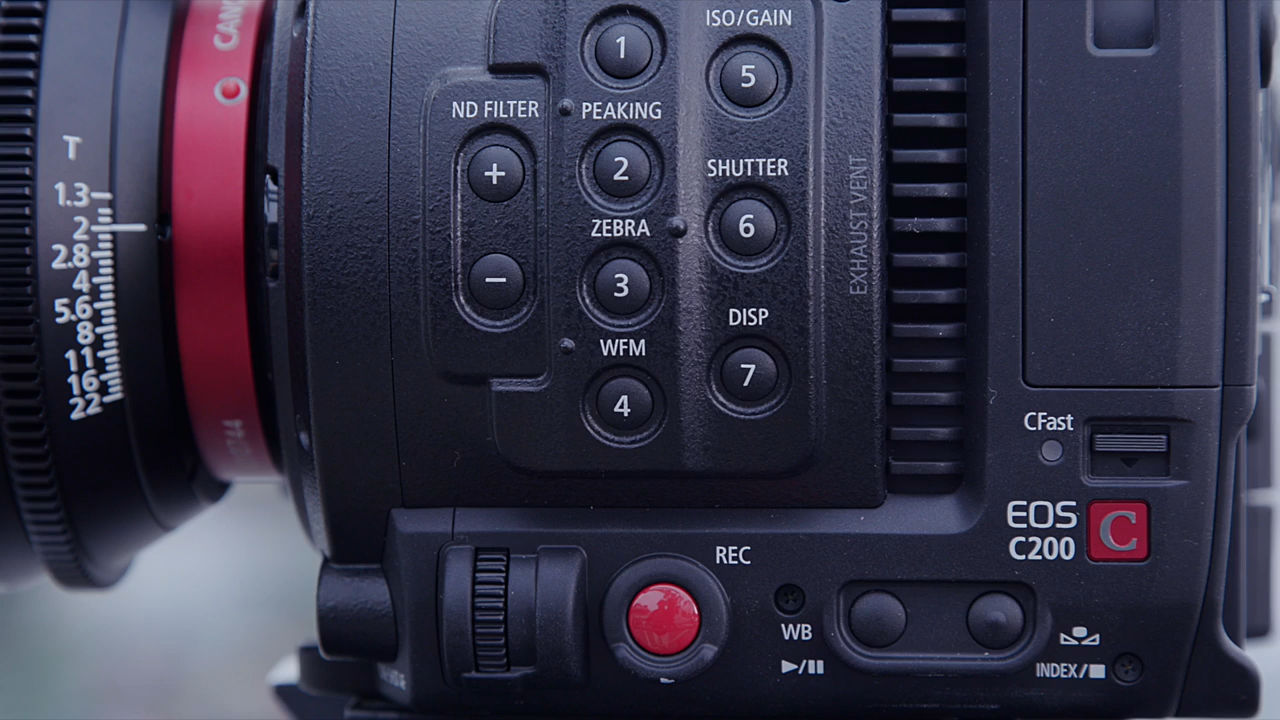 T
1.3
2
2.8
4
5.6
8
11
16
22
ND FILTER
+
−
1
PEAKING
2
ZEBRA
3
WFM
4
ISO/GAIN
5
SHUTTER
6
DISP
7
EXHAUST VENT
CFast
EOS
C200
C
REC
WB
▶/❚❚
INDEX/■